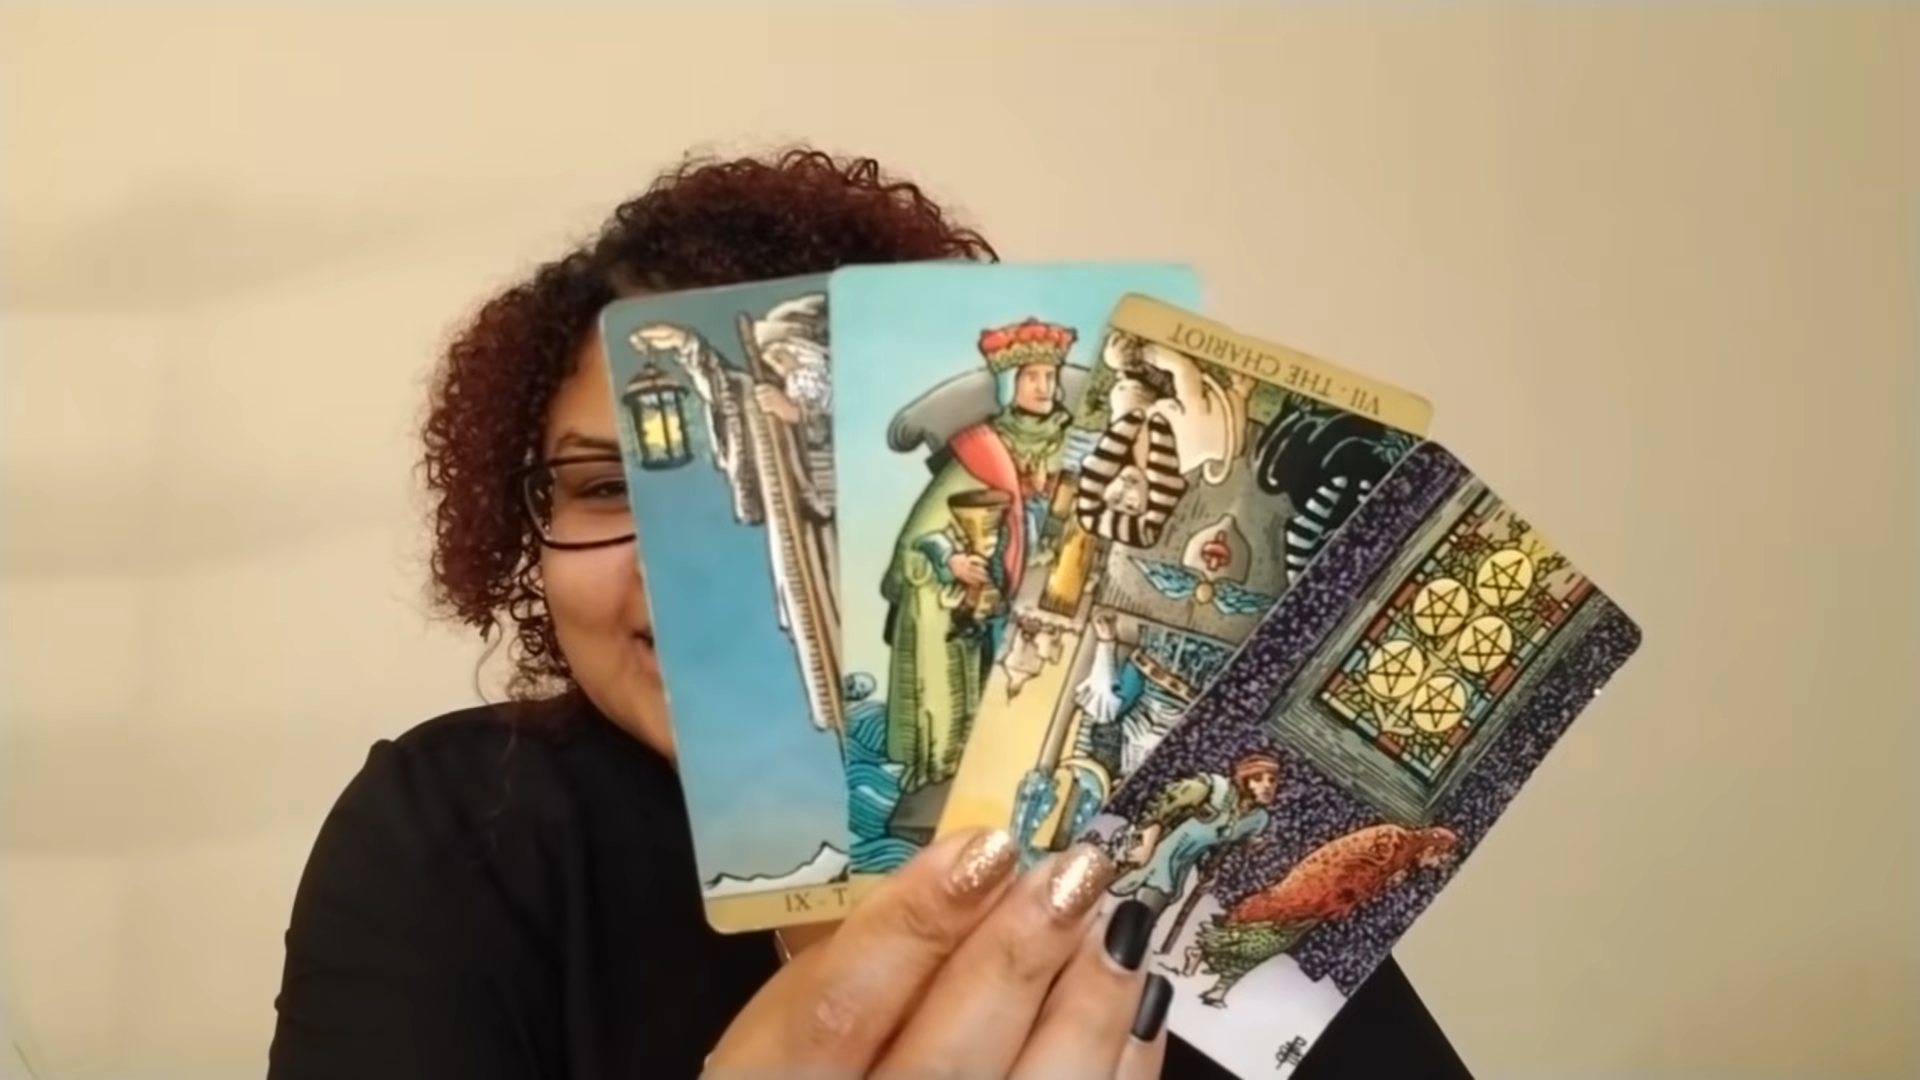 IX - T
VII - THE CHARIOT